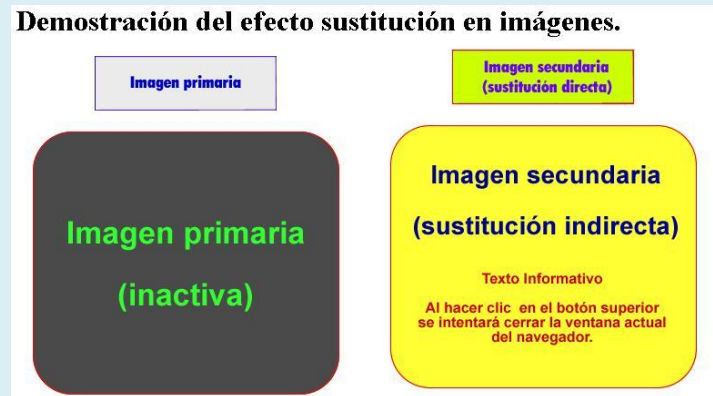 Demostración del efecto sustitución en imágenes.
Imagen primaria
Imagen secundaria
(sustitución directa)
Imagen primaria
(inactiva)
Imagen secundaria
(sustitución indirecta)
Texto Informativo
Al hacer clic en el botón superior
se intentará cerrar la ventana actual
del navegador.